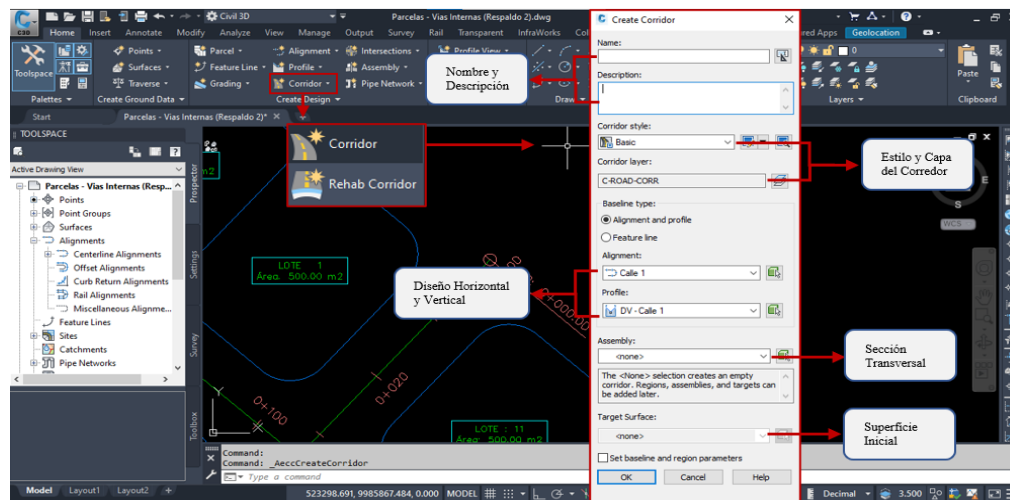 Civil 3D
Parcelas - Vias Internas (Respaldo 2).dwg
C3D
Home Insert Annotate Modify Analyze View Manage Output Survey Rail Transparent InfraWorks Geolocation
Toolspace
Points
Surfaces
Traverse
Parcel
Feature Line
Grading
Alignment
Profile
Corridor
Intersections
Assembly
Pipe Network
Profile View
Paste
Palettes
Create Ground Data
Create Design
Draw
Layers
Clipboard
Start
Parcelas - Vias Internas (Respaldo 2)*
TOOLSPACE
Active Drawing View
Parcelas - Vias Internas (Resp...
Points
Point Groups
Surfaces
Alignments
Centerline Alignments
Offset Alignments
Curb Return Alignments
Rail Alignments
Miscellaneous Alignme...
Feature Lines
Sites
Catchments
Pipe Networks
Prospector
Settings
Survey
Toolbox
Corridor
Rehab Corridor
LOTE 1
Área: 500.00 m2
0+000.00
0+020
0+100
LOTE : 11
Área: 500.00 m2
Y
WCS
E
S
Nombre y
Descripción
Diseño Horizontal
y Vertical
Create Corridor
Name:
Description:
Corridor style:
Basic
Corridor layer:
C-ROAD-CORR
Baseline type:
Alignment and profile
Feature line
Alignment:
Calle 1
Profile:
DV - Calle 1
Assembly:
<none>
The <None> selection creates an empty
corridor. Regions, assemblies, and targets can
be added later.
Target Surface:
<none>
Set baseline and region parameters
OK Cancel Help
Estilo y Capa
del Corredor
Sección
Transversal
Superficie
Inicial
Command:
Command: _AeccCreateCorridor
Type a command
Model Layout1 Layout2 +
523298.691, 9985867.484, 0.000 MODEL
Decimal
3.500